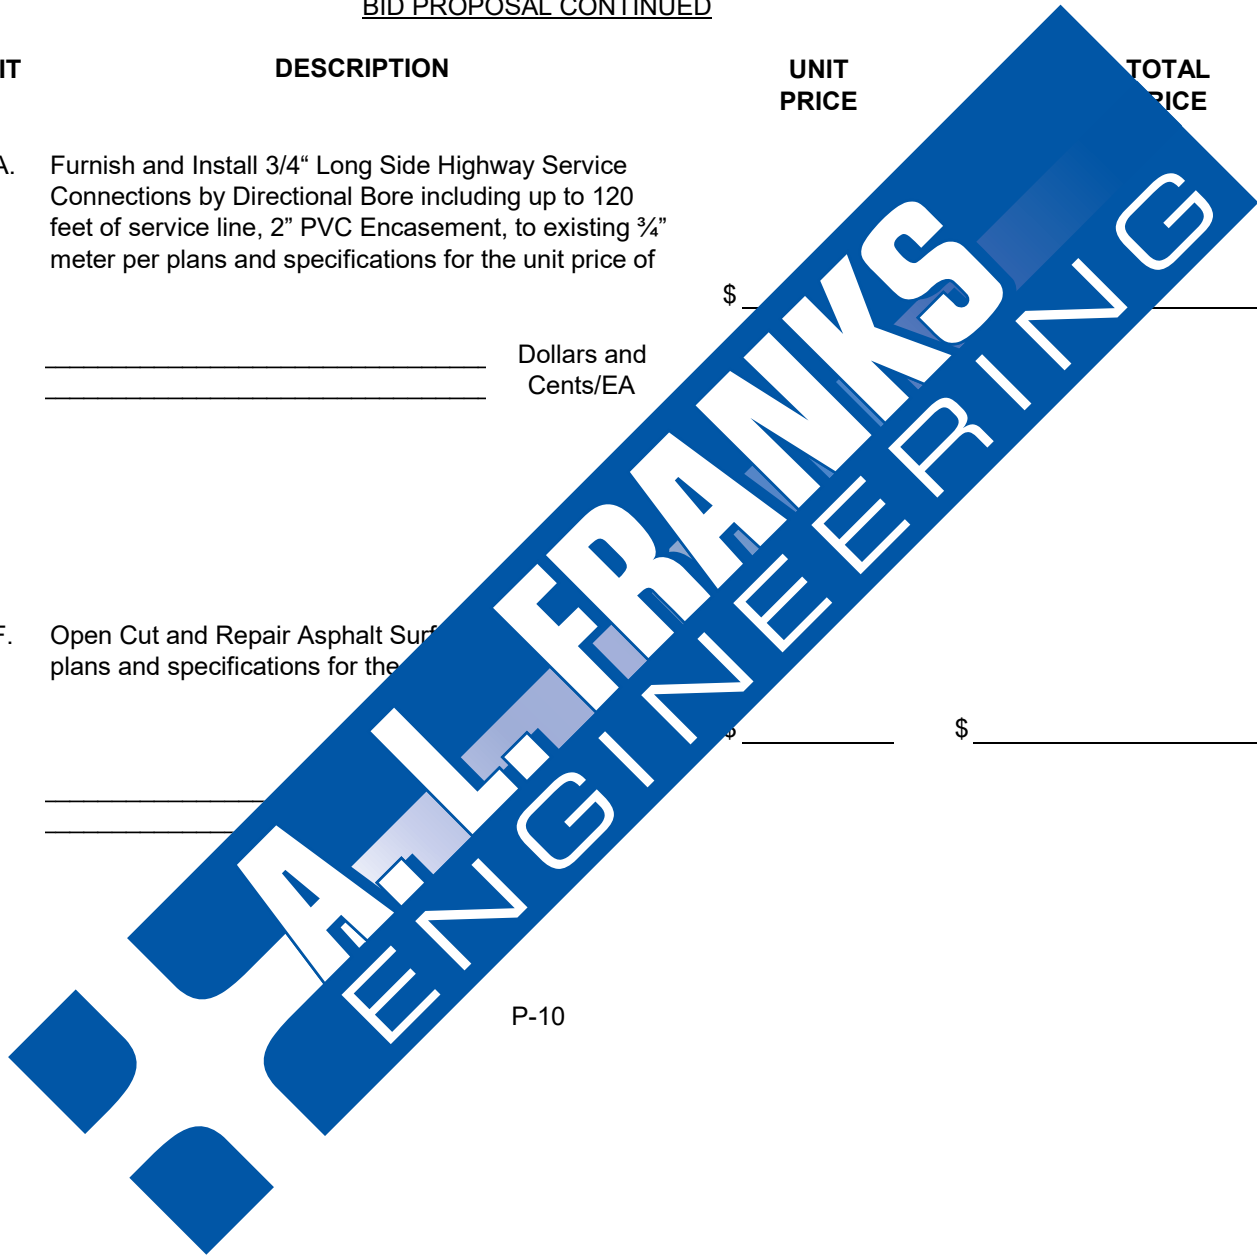 BID PROPOSAL CONTINUED
IT DESCRIPTION UNIT TOTAL
PRICE RICE
A. Furnish and Install 3/4“ Long Side Highway Service
Connections by Directional Bore including up to 120
feet of service line, 2” PVC Encasement, to existing ¾”
meter per plans and specifications for the unit price of
$
Dollars and
Cents/EA
F. Open Cut and Repair Asphalt Surf
plans and specifications for the
$ $
A.L. FRANKS
ENGINEERING
P-10